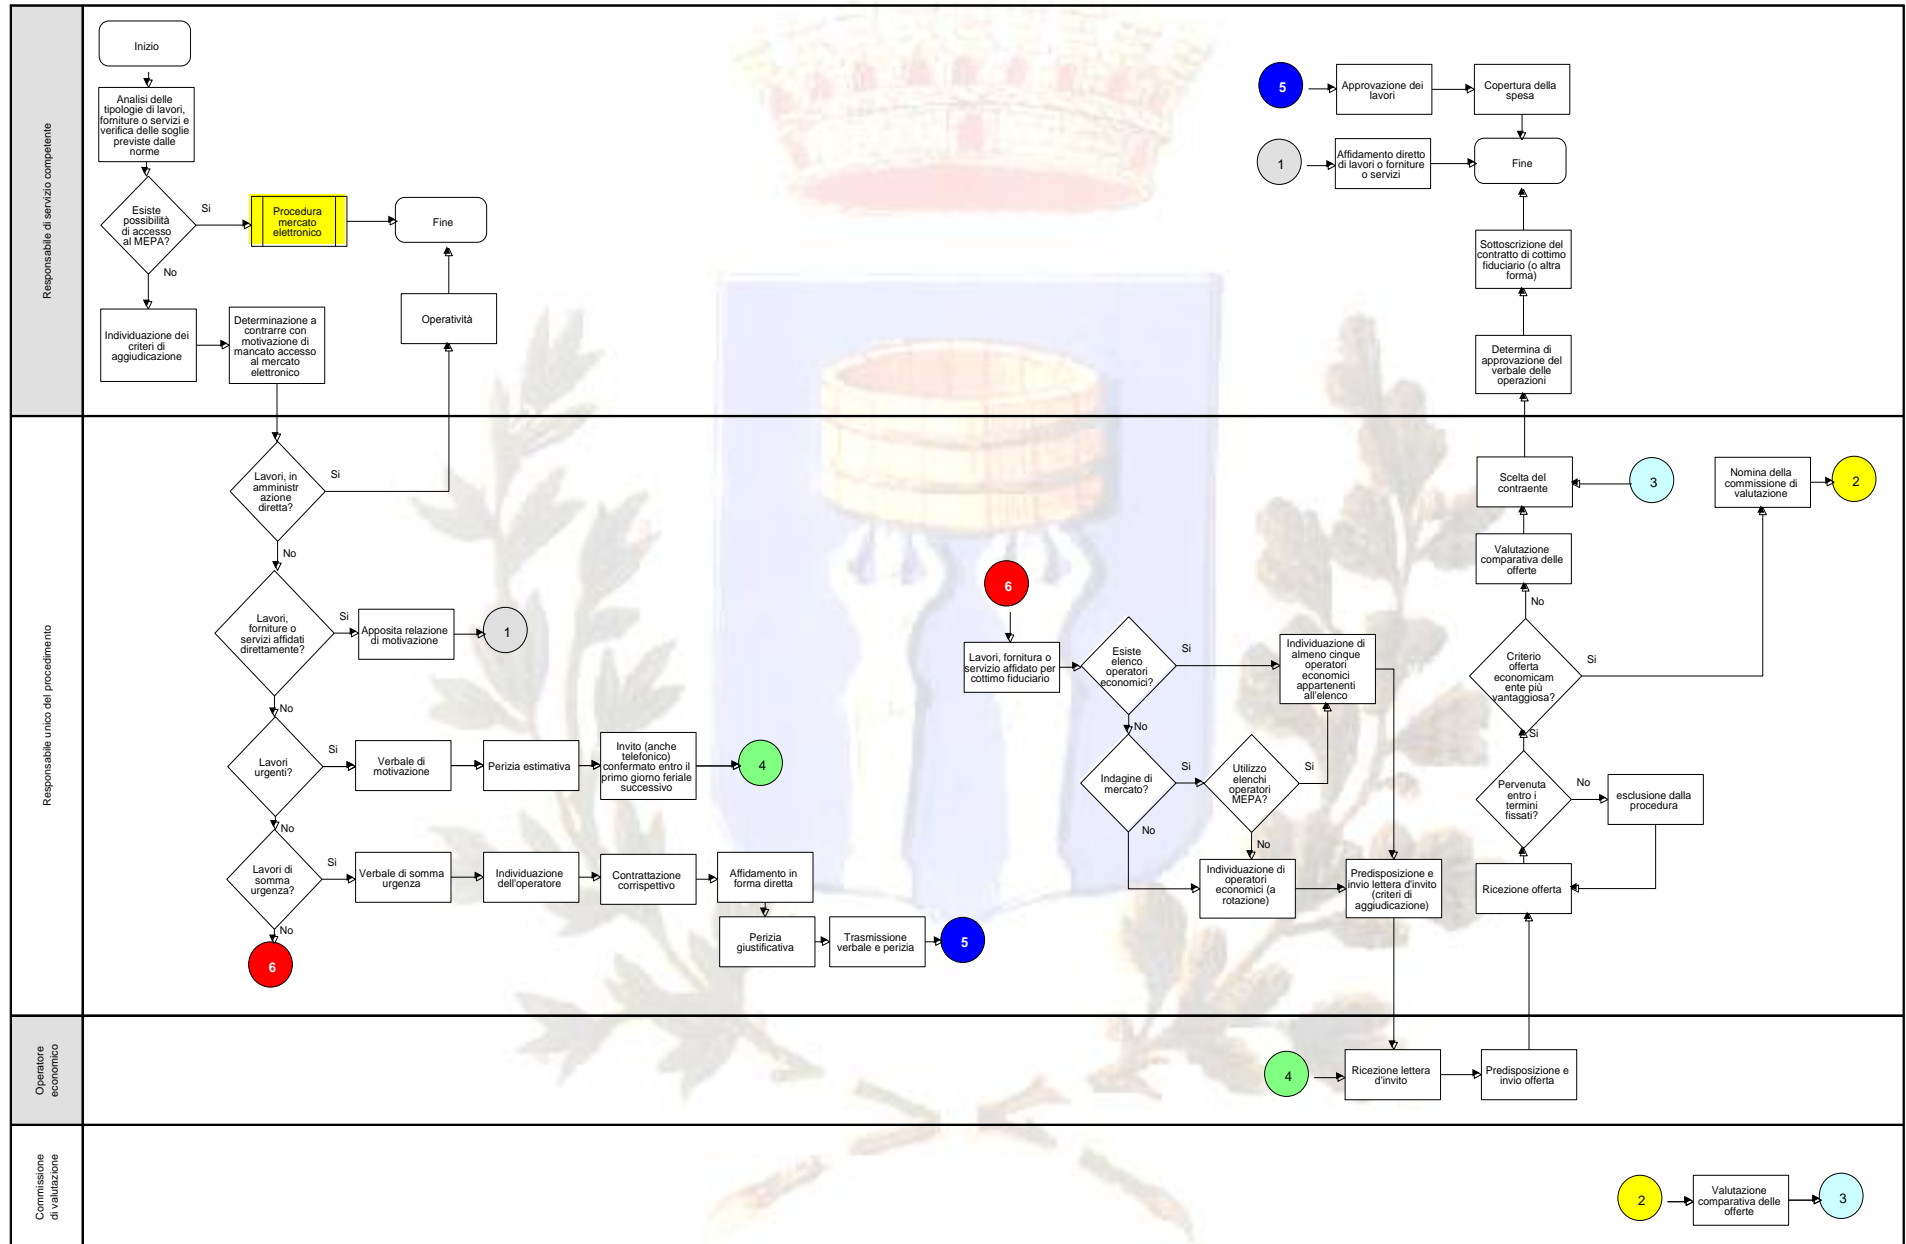 Responsabile di servizio competente
Inizio
Analisi delle
tipologie di lavori,
forniture o servizi e
verifica delle soglie
previste dalle
norme
Esiste
possibilità
di accesso
al MEPA?
Si
Procedura
mercato
elettronico
Fine
No
Individuazione dei
criteri di
aggiudicazione
Determinazione a
contrarre con
motivazione di
mancato accesso
al mercato
elettronico
Operatività
5
Approvazione dei
lavori
Copertura della
spesa
1
Affidamento diretto
di lavori o forniture
o servizi
Fine
Sottoscrizione del
contratto di cottimo
fiduciario (o altra
forma)
Determina di
approvazione del
verbale delle
operazioni
Responsabile unico del procedimento
Lavori, in
amministr
azione
diretta?
Si
No
Lavori,
forniture o
servizi affidati
direttamente?
Si
Apposita relazione
di motivazione
1
No
Lavori
urgenti?
Si
Verbale di
motivazione
Perizia estimativa
Invito (anche
telefonico)
confermato entro il
primo giorno feriale
successivo
4
No
Lavori di
somma
urgenza?
Si
Verbale di somma
urgenza
Individuazione
dell'operatore
Contrattazione
corrispettivo
Affidamento in
forma diretta
Perizia
giustificativa
Trasmissione
verbale e perizia
5
No
6
6
Lavori, fornitura o
servizio affidato per
cottimo fiduciario
Esiste
elenco
operatori
economici?
Si
Individuazione di
almeno cinque
operatori
economici
appartenenti
all'elenco
No
Indagine di
mercato?
Si
Utilizzo
elenchi
operatori
MEPA?
Si
No
No
Individuazione di
operatori
economici (a
rotazione)
Predisposizione e
invio lettera d'invito
(criteri di
aggiudicazione)
Scelta del
contraente
3
Nomina della
commissione di
valutazione
2
Valutazione
comparativa delle
offerte
No
Criterio
offerta
economicam
ente più
vantaggiosa?
Si
Si
Pervenuta
entro i
termini
fissati?
No
esclusione dalla
procedura
Ricezione offerta
Operatore
economico
4
Ricezione lettera
d'invito
Predisposizione e
invio offerta
Commissione
di valutazione
2
Valutazione
comparativa delle
offerte
3